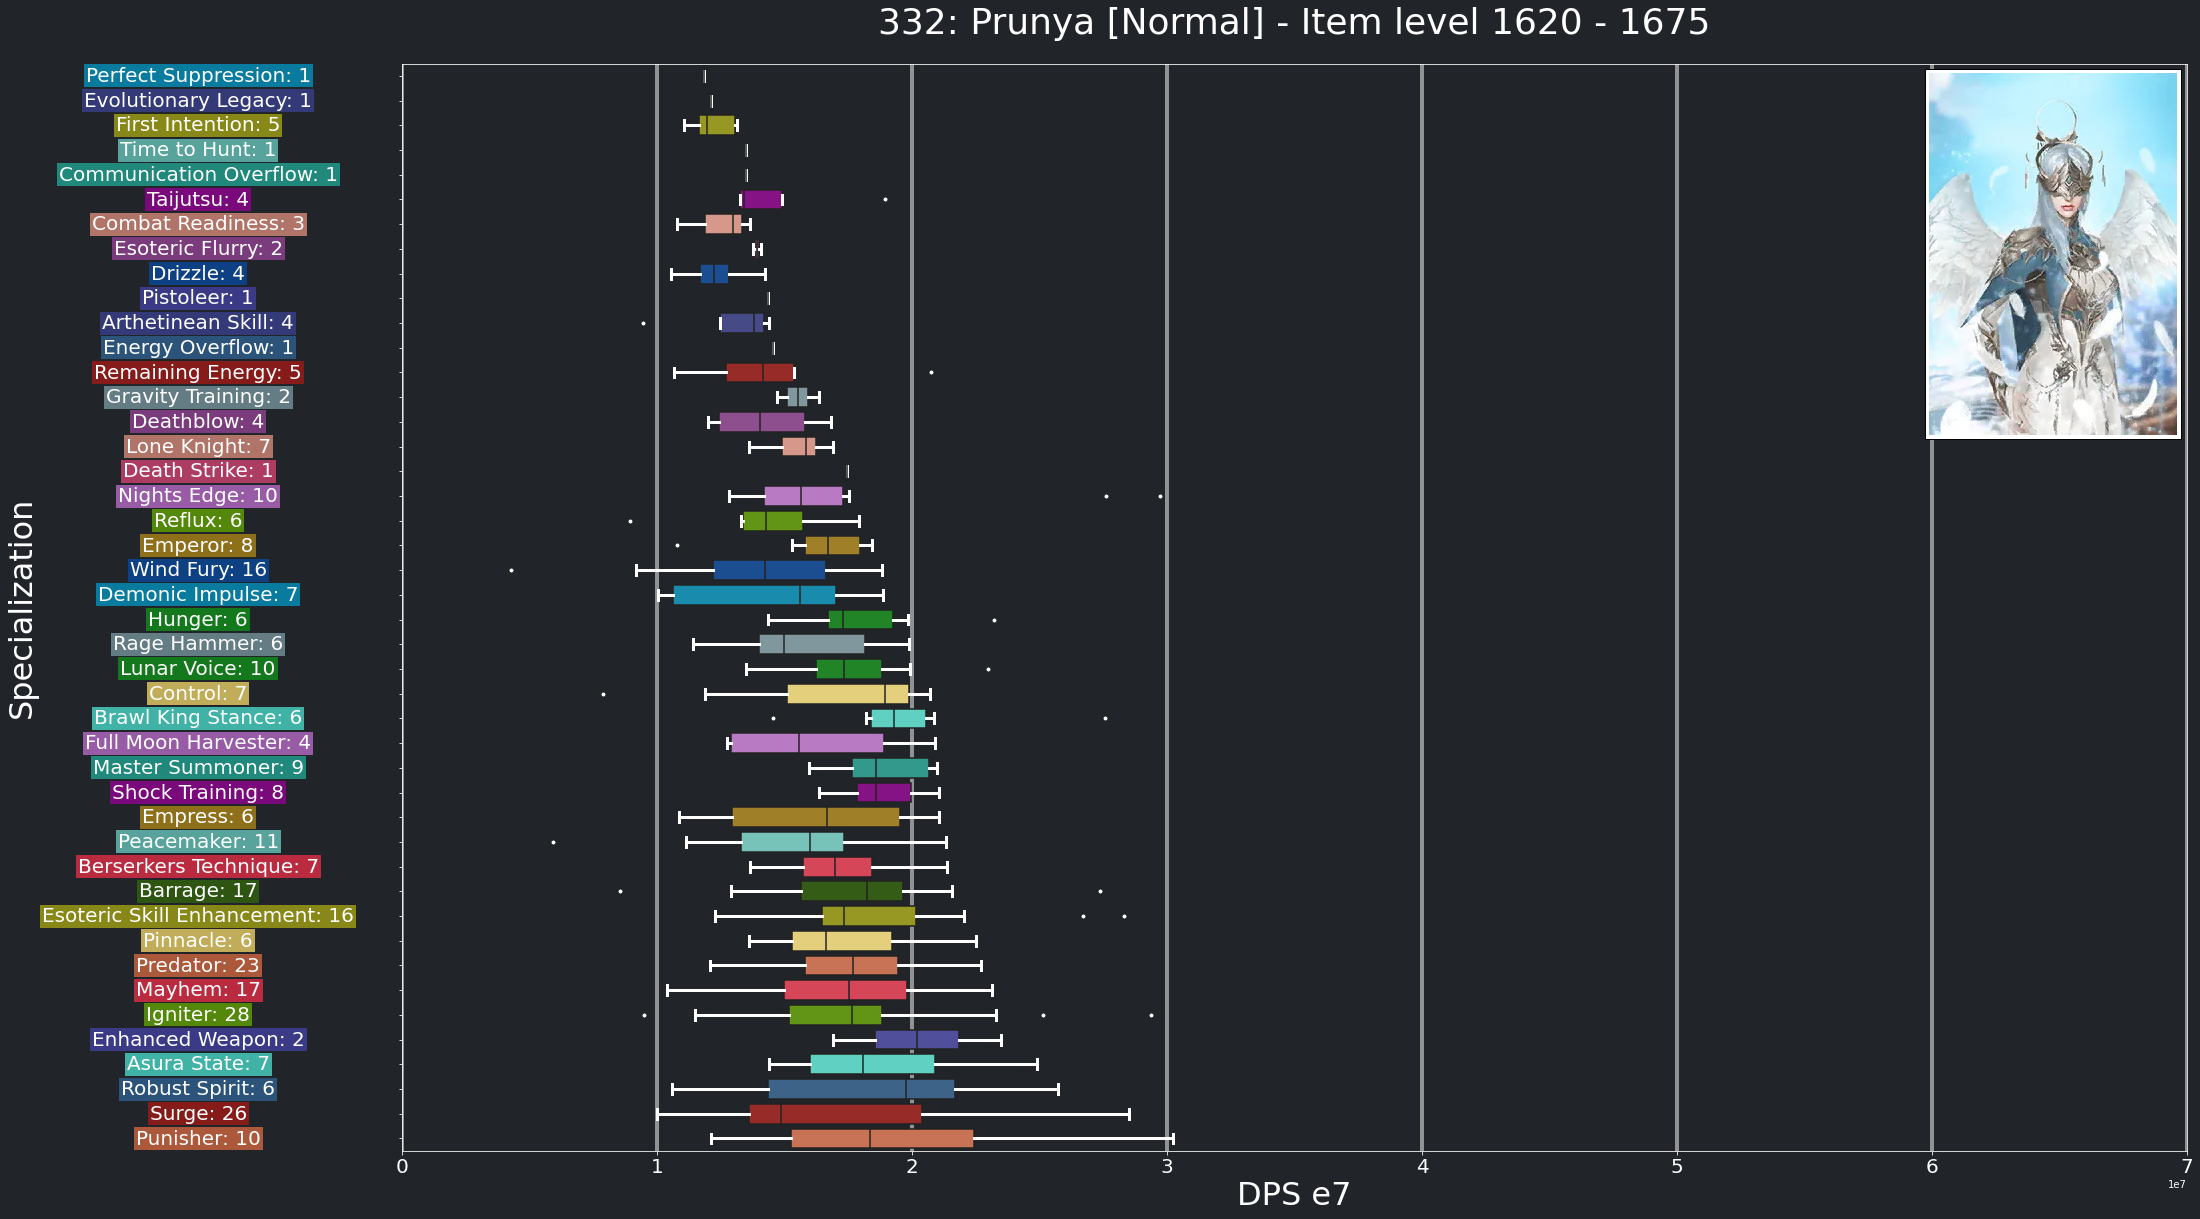 332: Prunya [Normal] - Item level 1620 - 1675
Specialization
Perfect Suppression: 1
Evolutionary Legacy: 1
First Intention: 5
Time to Hunt: 1
Communication Overflow: 1
Taijutsu: 4
Combat Readiness: 3
Esoteric Flurry: 2
Drizzle: 4
Pistoleer: 1
Arthetinean Skill: 4
Energy Overflow: 1
Remaining Energy: 5
Gravity Training: 2
Deathblow: 4
Lone Knight: 7
Death Strike: 1
Nights Edge: 10
Reflux: 6
Emperor: 8
Wind Fury: 16
Demonic Impulse: 7
Hunger: 6
Rage Hammer: 6
Lunar Voice: 10
Control: 7
Brawl King Stance: 6
Full Moon Harvester: 4
Master Summoner: 9
Shock Training: 8
Empress: 6
Peacemaker: 11
Berserkers Technique: 7
Barrage: 17
Esoteric Skill Enhancement: 16
Pinnacle: 6
Predator: 23
Mayhem: 17
Igniter: 28
Enhanced Weapon: 2
Asura State: 7
Robust Spirit: 6
Surge: 26
Punisher: 10
0 1 2 3 4 5 6 7
DPS e7
1e7